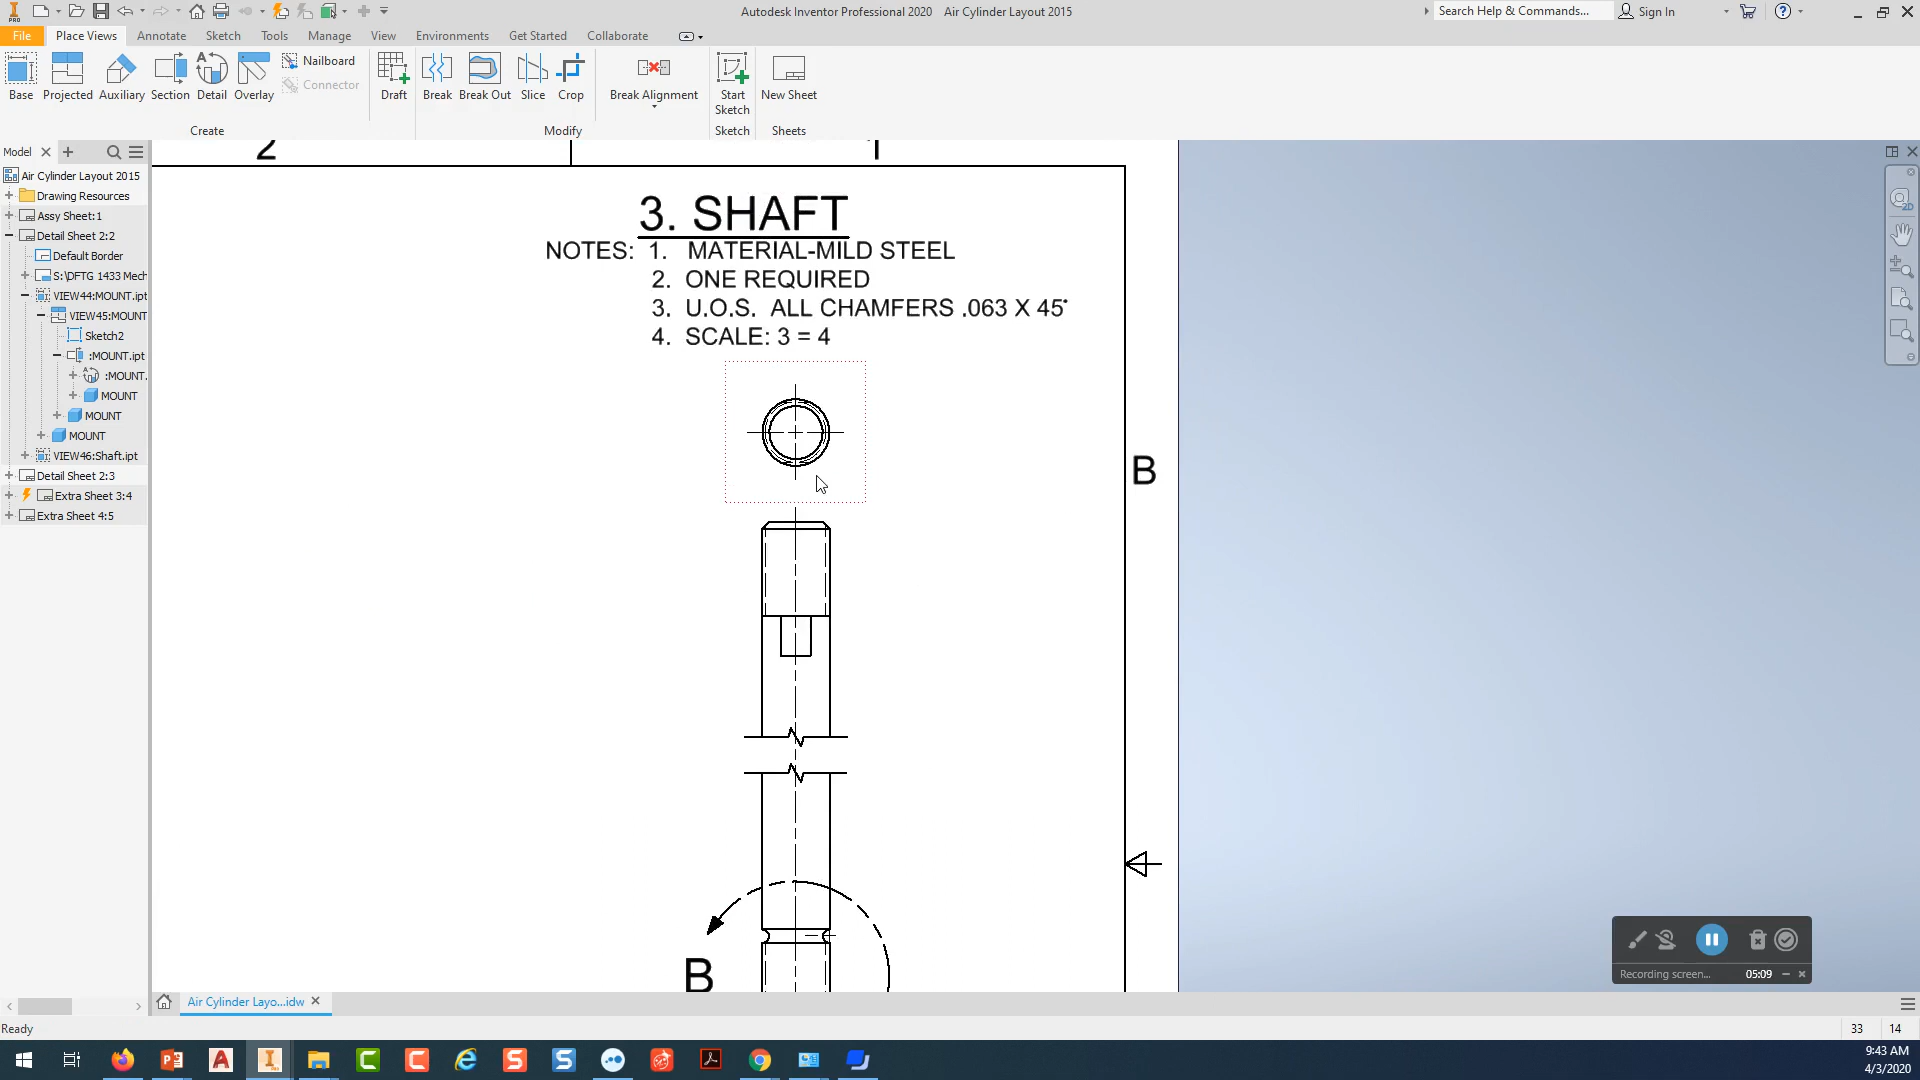 Autodesk Inventor Professional 2020 Air Cylinder Layout 2015
Search Help & Commands...
Sign In
File
Place Views
Annotate
Sketch
Tools
Manage
View
Environments
Get Started
Collaborate
Base
Projected
Auxiliary
Section
Detail
Overlay
Nailboard
Connector
Draft
Break
Break Out
Slice
Crop
Break Alignment
Start
Sketch
New Sheet
Create
Modify
Sketch
Sheets
Model
Air Cylinder Layout 2015
Drawing Resources
Assy Sheet:1
Detail Sheet 2:2
Default Border
S:\DFTG 1433 Mech
VIEW44:MOUNT.ipt
VIEW45:MOUNT
Sketch2
:MOUNT.ipt
:MOUNT.
MOUNT
MOUNT
MOUNT
VIEW46:Shaft.ipt
Detail Sheet 2:3
Extra Sheet 3:4
Extra Sheet 4:5
2
3. SHAFT
NOTES: 1. MATERIAL-MILD STEEL
2. ONE REQUIRED
3. U.O.S. ALL CHAMFERS .063 X 45°
4. SCALE: 3 = 4
B
B
Recording screen...
05:09
Air Cylinder Layo...idw
Ready
33
14
9:43 AM
4/3/2020